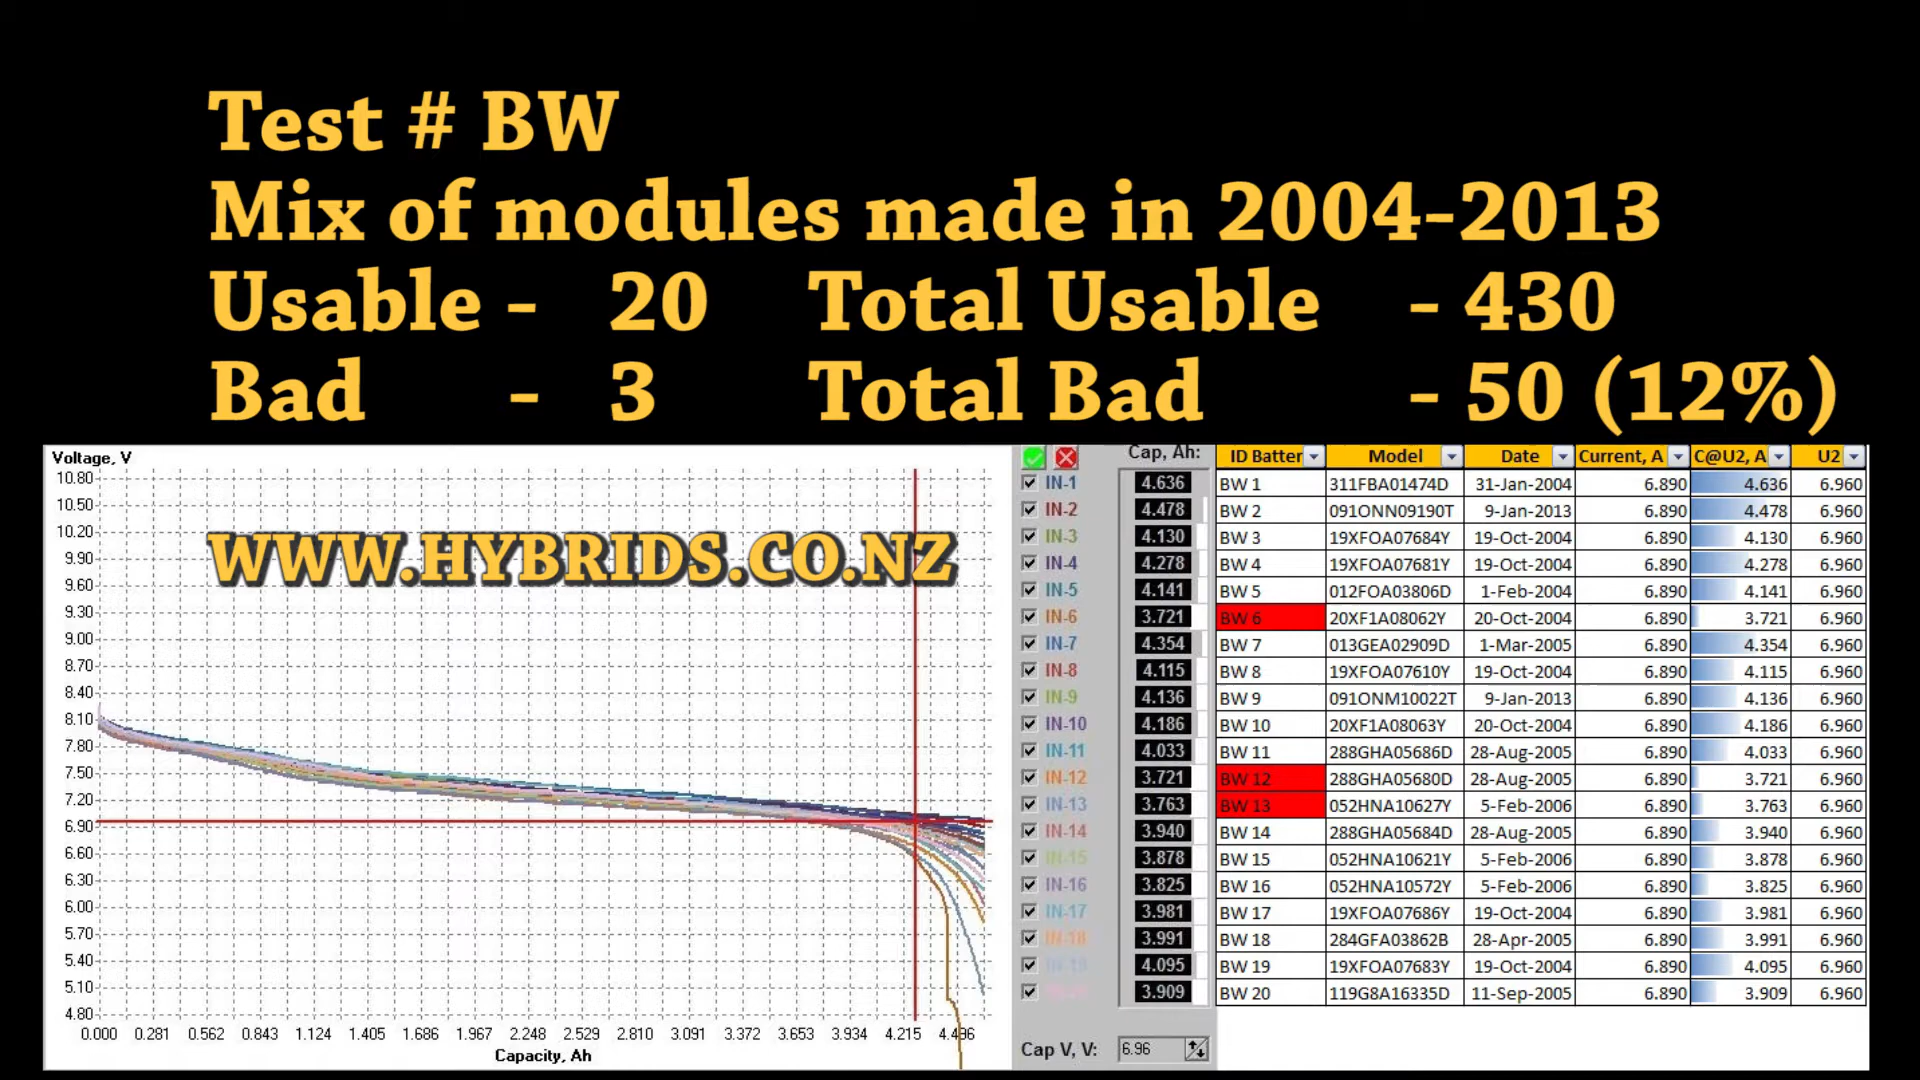 Test # BW
Mix of modules made in 2004-2013
Usable - 20 Total Usable - 430
Bad - 3 Total Bad - 50 (12%)
Voltage, V
10.80
10.50
10.20
9.90
9.60
9.30
9.00
8.70
8.40
8.10
7.80
7.50
7.20
6.90
6.60
6.30
6.00
5.70
5.40
5.10
4.80
WWW.HYBRIDS.CO.NZ
0.000 0.281 0.562 0.843 1.124 1.405 1.686 1.967 2.248 2.529 2.810 3.091 3.372 3.653 3.934 4.215 4.496
Capacity, Ah
Cap, Ah:
IN-1 4.636
IN-2 4.478
IN-3 4.130
IN-4 4.278
IN-5 4.141
IN-6 3.721
IN-7 4.354
IN-8 4.115
IN-9 4.136
IN-10 4.186
IN-11 4.033
IN-12 3.721
IN-13 3.763
IN-14 3.940
IN-15 3.878
IN-16 3.825
IN-17 3.981
IN-18 3.991
IN-19 4.095
3.909
Cap V, V: 6.96
ID Batter Model Date Current, A C@U2, A U2
BW 1 311FBA01474D 31-Jan-2004 6.890 4.636 6.960
BW 2 091ONN09190T 9-Jan-2013 6.890 4.478 6.960
BW 3 19XFOA07684Y 19-Oct-2004 6.890 4.130 6.960
BW 4 19XFOA07681Y 19-Oct-2004 6.890 4.278 6.960
BW 5 012FOA03806D 1-Feb-2004 6.890 4.141 6.960
BW 6 20XF1A08062Y 20-Oct-2004 6.890 3.721 6.960
BW 7 013GEA02909D 1-Mar-2005 6.890 4.354 6.960
BW 8 19XFOA07610Y 19-Oct-2004 6.890 4.115 6.960
BW 9 091ONM10022T 9-Jan-2013 6.890 4.136 6.960
BW 10 20XF1A08063Y 20-Oct-2004 6.890 4.186 6.960
BW 11 288GHA05686D 28-Aug-2005 6.890 4.033 6.960
BW 12 288GHA05680D 28-Aug-2005 6.890 3.721 6.960
BW 13 052HNA10627Y 5-Feb-2006 6.890 3.763 6.960
BW 14 288GHA05684D 28-Aug-2005 6.890 3.940 6.960
BW 15 052HNA10621Y 5-Feb-2006 6.890 3.878 6.960
BW 16 052HNA10572Y 5-Feb-2006 6.890 3.825 6.960
BW 17 19XFOA07686Y 19-Oct-2004 6.890 3.981 6.960
BW 18 284GFA03862B 28-Apr-2005 6.890 3.991 6.960
BW 19 19XFOA07683Y 19-Oct-2004 6.890 4.095 6.960
BW 20 119G8A16335D 11-Sep-2005 6.890 3.909 6.960